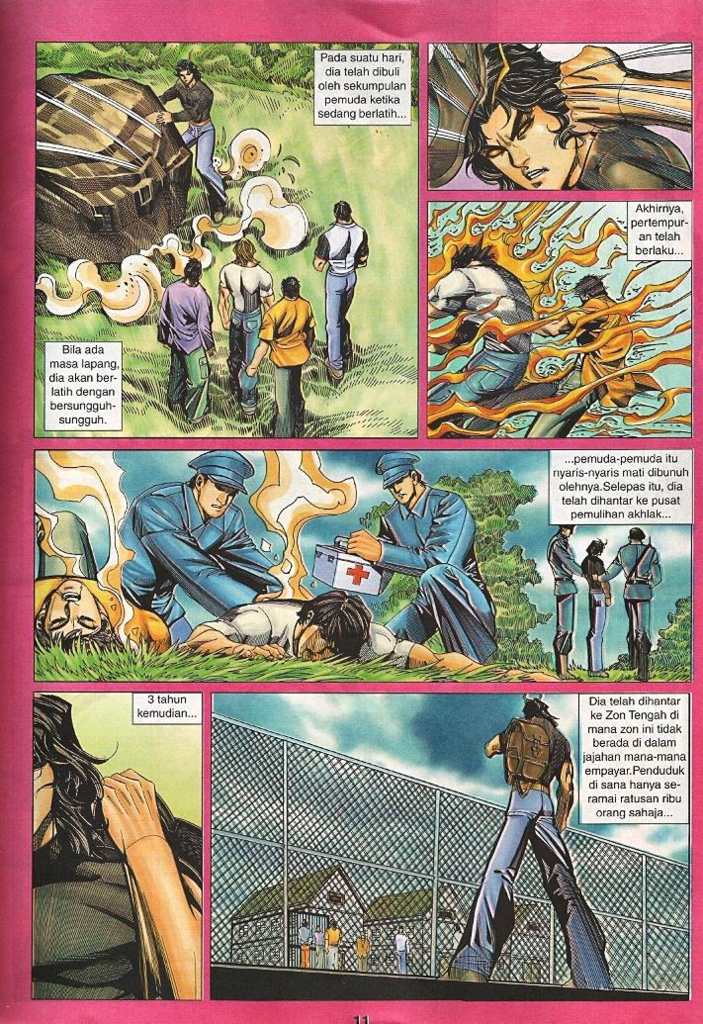 Pada suatu hari,
dia telah dibuli
oleh sekumpulan
pemuda ketika
sedang berlatih...
Bila ada
masa lapang,
dia akan ber-
latih dengan
bersungguh-
sungguh.
Akhirnya,
pertempur-
an telah
berlaku...
...pemuda-pemuda itu
nyaris-nyaris mati dibunuh
olehnya.Selepas itu, dia
telah dihantar ke pusat
pemulihan akhlak...
3 tahun
kemudian...
Dia telah dihantar
ke Zon Tengah di
mana zon ini tidak
berada di dalam
jajahan mana-mana
empayar.Penduduk
di sana hanya se-
ramai ratusan ribu
orang sahaja...
11